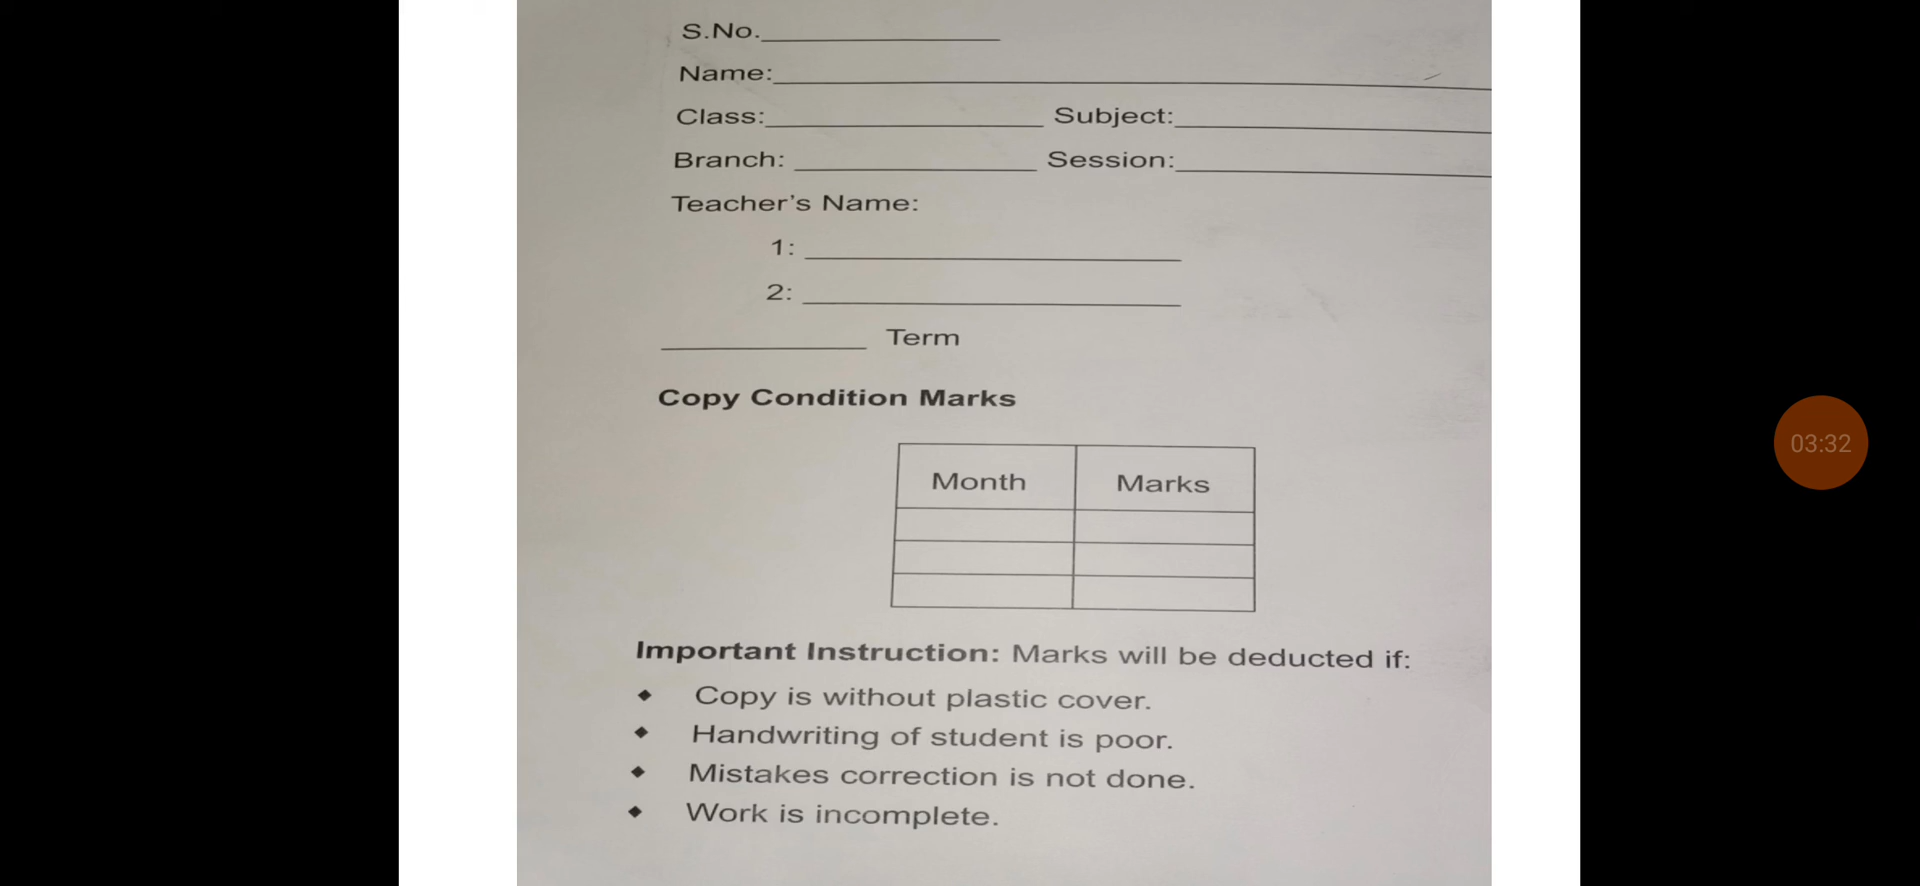 S.No.
Name:
Class: Subject:
Branch: Session:
Teacher's Name:
1:
2:
Term
Copy Condition Marks
Month Marks
Important Instruction: Marks will be deducted if:
Copy is without plastic cover.
Handwriting of student is poor.
Mistakes correction is not done.
Work is incomplete.
03:32